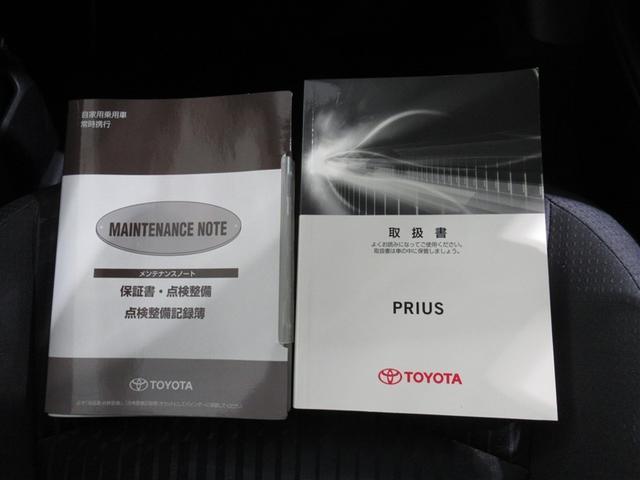 自家用乗用車
常時携行
MAINTENANCE NOTE
メンテナンスノート
保証書・点検整備
点検整備記録簿
TOYOTA
取扱書
よくお読みになってご使用ください。
取扱書は車の中に保管しましょう。
PRIUS
TOYOTA